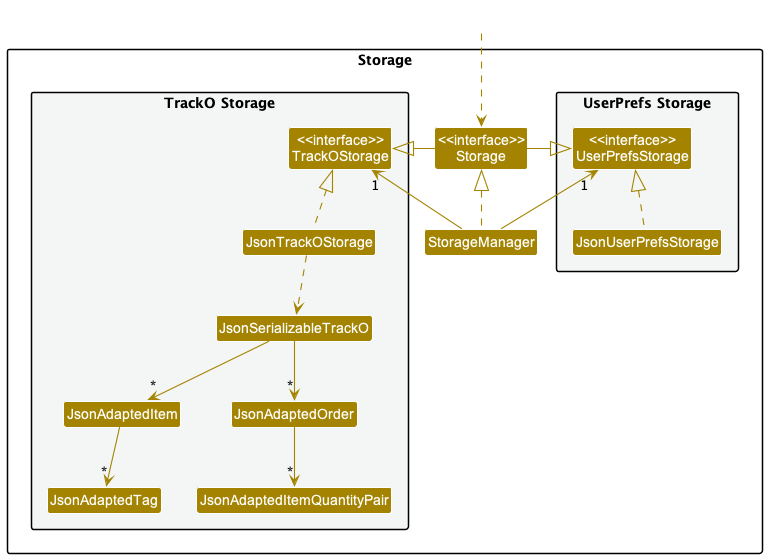 Storage
TrackO Storage
UserPrefs Storage
<<interface>>
TrackOStorage
<<interface>>
Storage
<<interface>>
UserPrefsStorage
1
1
JsonTrackOStorage
StorageManager
JsonUserPrefsStorage
JsonSerializableTrackO
*
*
JsonAdaptedItem
JsonAdaptedOrder
*
*
JsonAdaptedTag
JsonAdaptedItemQuantityPair